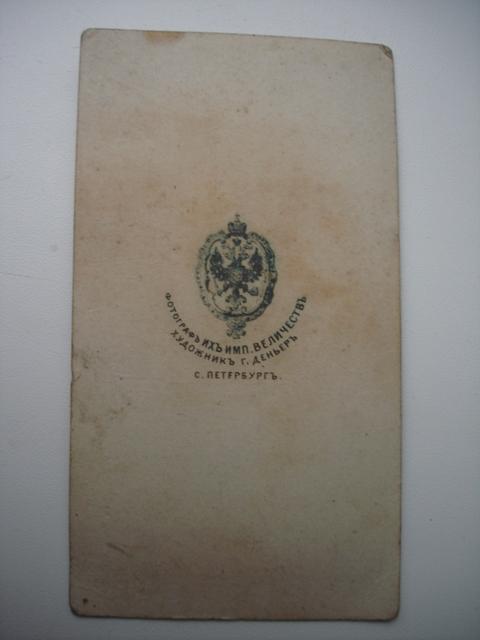 ФОТОГРАФЪ ИХЪ ИМП. ВЕЛИЧЕСТВЪ
ХУДОЖНИКЪ Г. ДЕНЬЕРЪ
С. ПЕТЕРБУРГЪ.